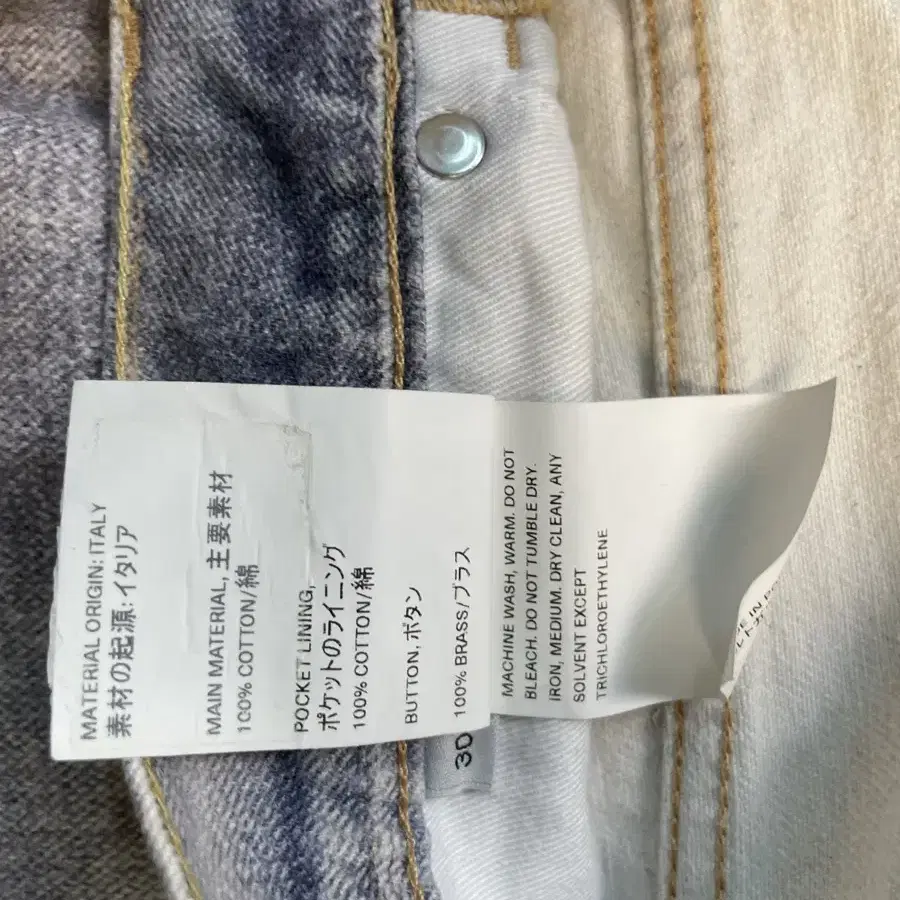 MATERIAL ORIGIN: ITALY
素材の起源: イタリア
MAIN MATERIAL, 主要素材
100% COTTON/綿
POCKET LINING,
ポケットのライニング
100% COTTON/綿
BUTTON, ボタン
100% BRASS/ブラス
MACHINE WASH, WARM. DO NOT
BLEACH. DO NOT TUMBLE DRY.
IRON, MEDIUM. DRY CLEAN, ANY
SOLVENT EXCEPT
TRICHLOROETHYLENE
IN
30